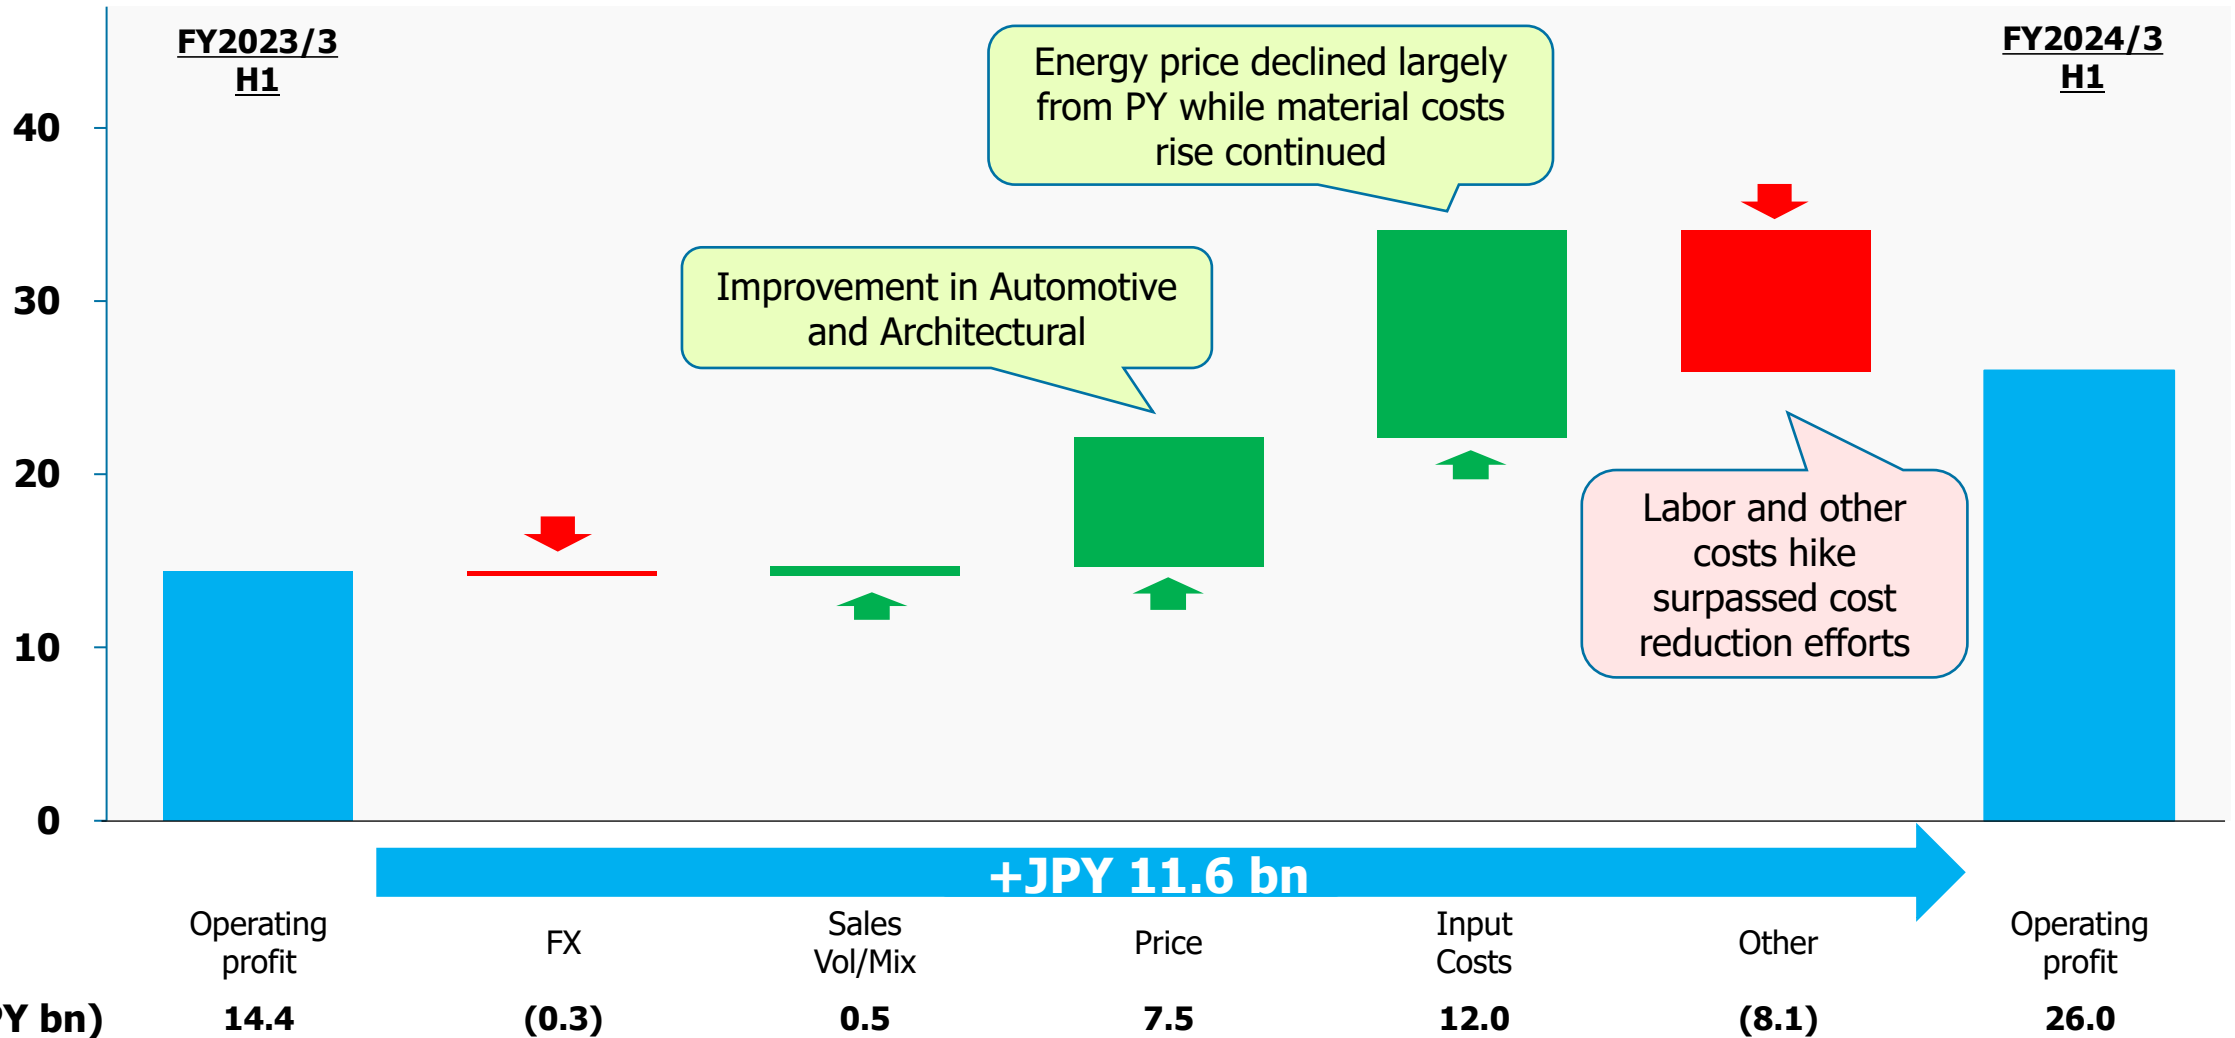 FY2023/3
H1
FY2024/3
H1
Energy price declined largely
from PY while material costs
rise continued
Improvement in Automotive
and Architectural
Labor and other
costs hike
surpassed cost
reduction efforts
40
30
20
10
0
+JPY 11.6 bn
Operating
profit
FX
Sales
Vol/Mix
Price
Input
Costs
Other
Operating
profit
Y bn) 14.4 (0.3) 0.5 7.5 12.0 (8.1) 26.0